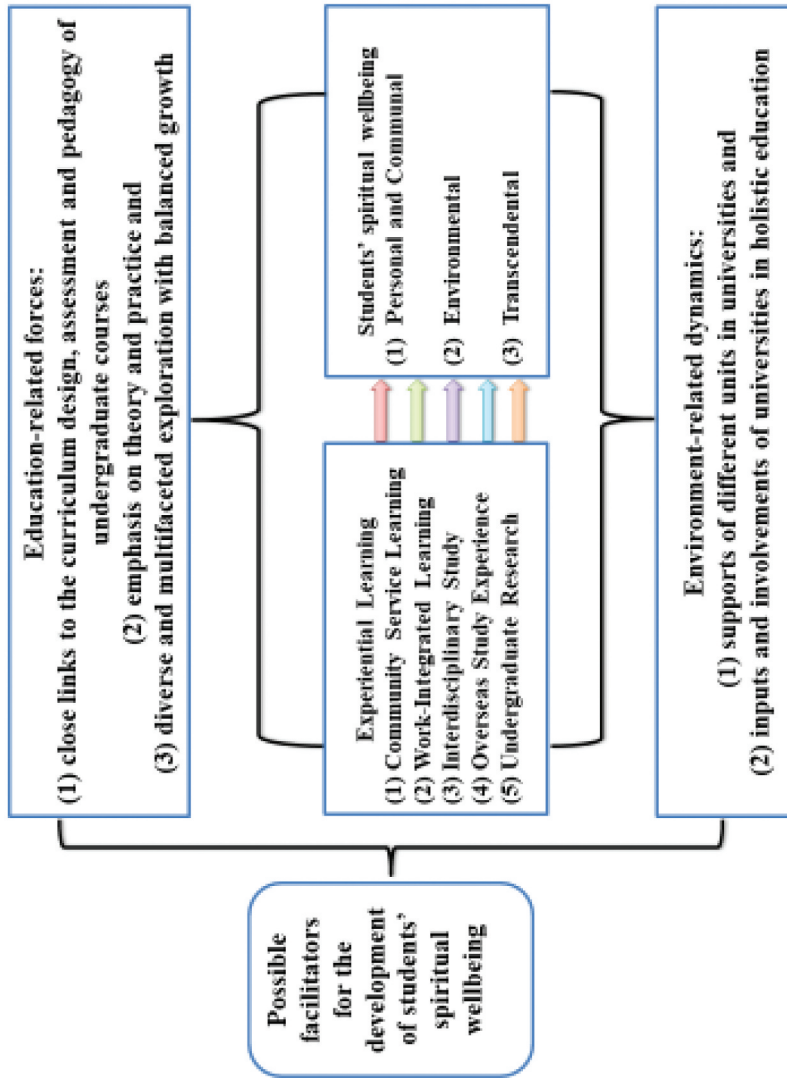 Possible
facilitators
for the
development
of students’
spiritual
wellbeing
Education-related forces:
(1) close links to the curriculum design, assessment and pedagogy of
undergraduate courses
(2) emphasis on theory and practice and
(3) diverse and multifaceted exploration with balanced growth
Experiential Learning
(1) Community Service Learning
(2) Work-Integrated Learning
(3) Interdisciplinary Study
(4) Overseas Study Experience
(5) Undergraduate Research
Students’ spiritual wellbeing
(1) Personal and Communal
(2) Environmental
(3) Transcendental
Environment-related dynamics:
(1) supports of different units in universities and
(2) inputs and involvements of universities in holistic education